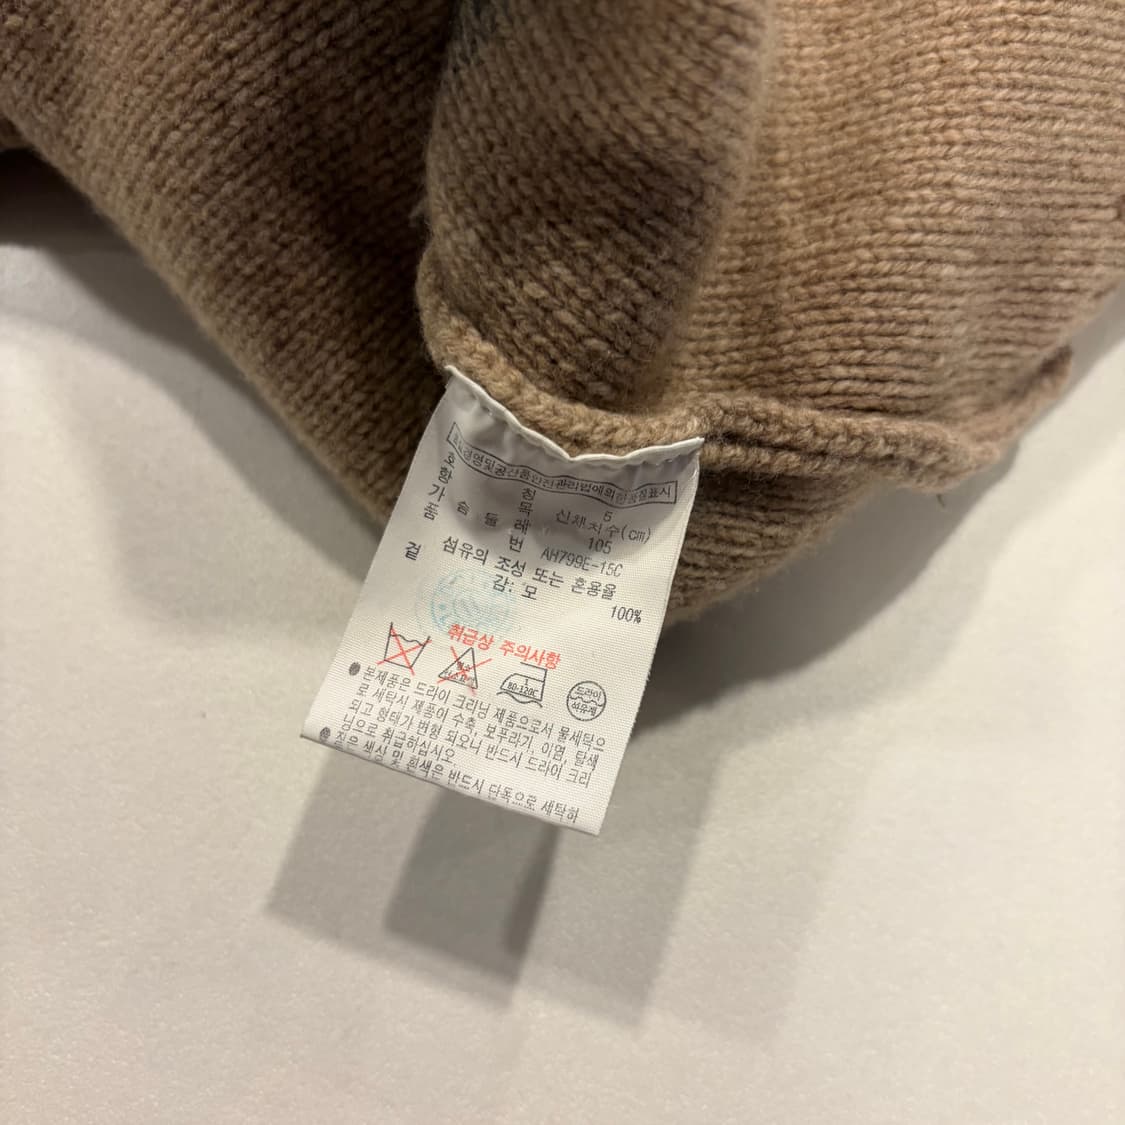 품질경영및공산품안전관리법에의한품질표시
호 칭 5
항 목 신체치수(cm)
가 슴 둘 레 105
품 번 AH799E-15C
섬유의 조성 또는 혼용율
겉 감: 모 100%
취급상 주의사항
80-120C
드라이
석유계
● 본제품은 드라이 크리닝 제품으로서 물세탁으
로 세탁시 제품이 수축, 보푸라기, 이염, 탈색
되고 형태가 변형 되오니 반드시 드라이 크리
닝으로 취급하십시오.
● 짙은 색상 및 흰색은 반드시 단독으로 세탁하